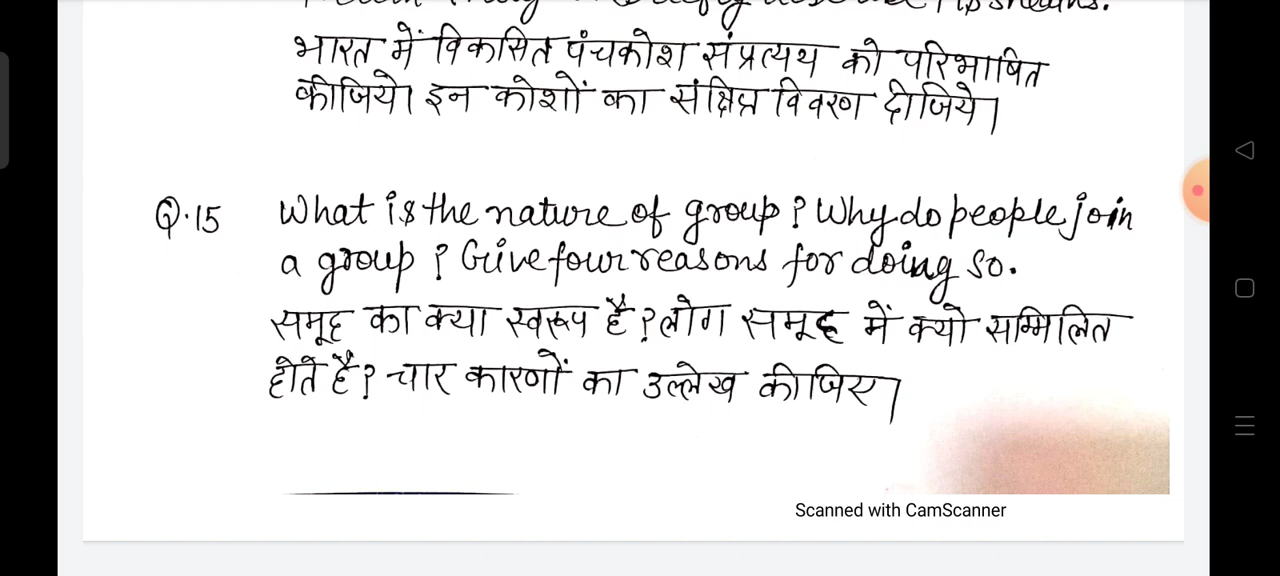 भारत में विकसित पंचकोश संप्रत्यथ को परिभाषित
कीजिये। इन कोशों का संक्षिप्त विवरण दीजिये।
Q.15 What is the nature of group? Why do people join
a group? Give four reasons for doing so.
समूह का क्या स्वरूप है? लोग समूह में क्यो सम्मिलित
होते है? चार कारणों का उल्लेख कीजिए।
Scanned with CamScanner